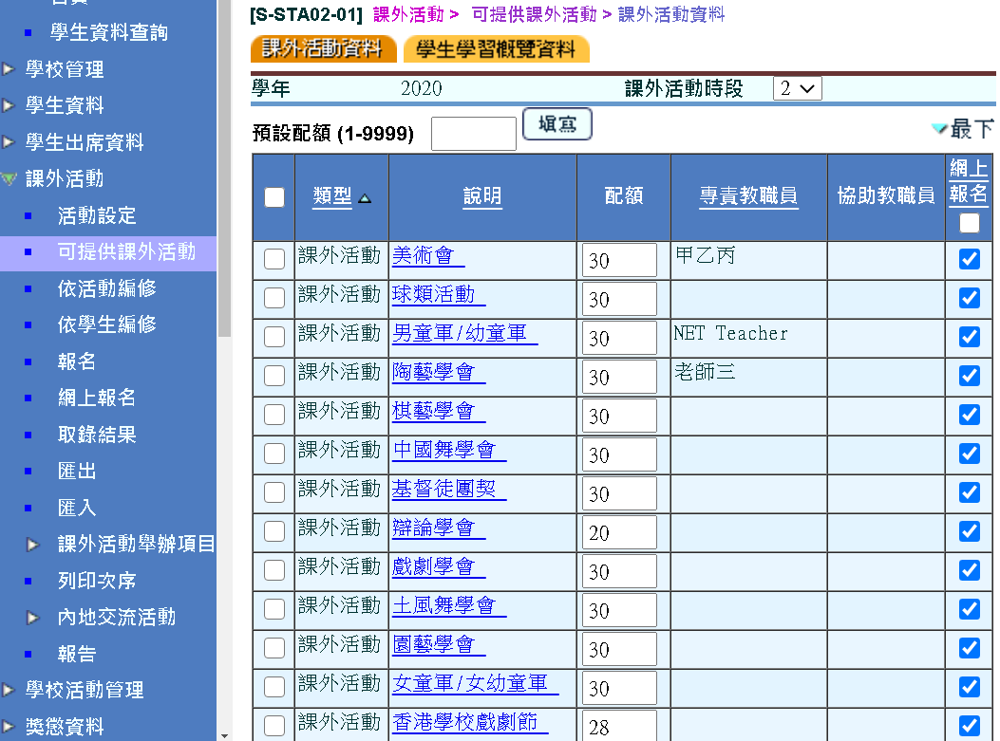 學生資料查詢
學校管理
學生資料
學生出席資料
課外活動
活動設定
可提供課外活動
依活動編修
依學生編修
報名
網上報名
取錄結果
匯出
匯入
課外活動舉辦項目
列印次序
內地交流活動
報告
學校活動管理
獎懲資料
[S-STA02-01] 課外活動 > 可提供課外活動 > 課外活動資料
課外活動資料 學生學習概覽資料
學年 2020 課外活動時段 2
預設配額 (1-9999) 填寫 最下
類型 說明 配額 專責教職員 協助教職員 網上報名
課外活動 美術會 30 甲乙丙
課外活動 球類活動 30
課外活動 男童軍/幼童軍 30 NET Teacher
課外活動 陶藝學會 30 老師三
課外活動 棋藝學會 30
課外活動 中國舞學會 30
課外活動 基督徒團契 30
課外活動 辯論學會 20
課外活動 戲劇學會 30
課外活動 土風舞學會 30
課外活動 園藝學會 30
課外活動 女童軍/女幼童軍 30
課外活動 香港學校戲劇節 28